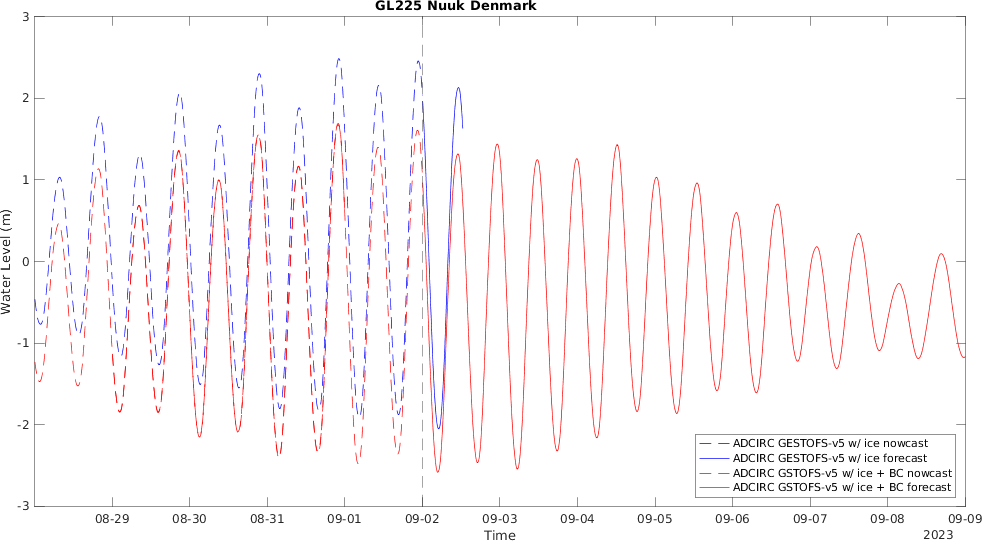 GL225 Nuuk Denmark
3
2
1
0
-1
-2
-3
Water Level (m)
ADCIRC GESTOFS-v5 w/ ice nowcast
ADCIRC GESTOFS-v5 w/ ice forecast
ADCIRC GSTOFS-v5 w/ ice + BC nowcast
ADCIRC GSTOFS-v5 w/ ice + BC forecast
08-29 08-30 08-31 09-01 09-02 09-03 09-04 09-05 09-06 09-07 09-08 09-09
Time
2023